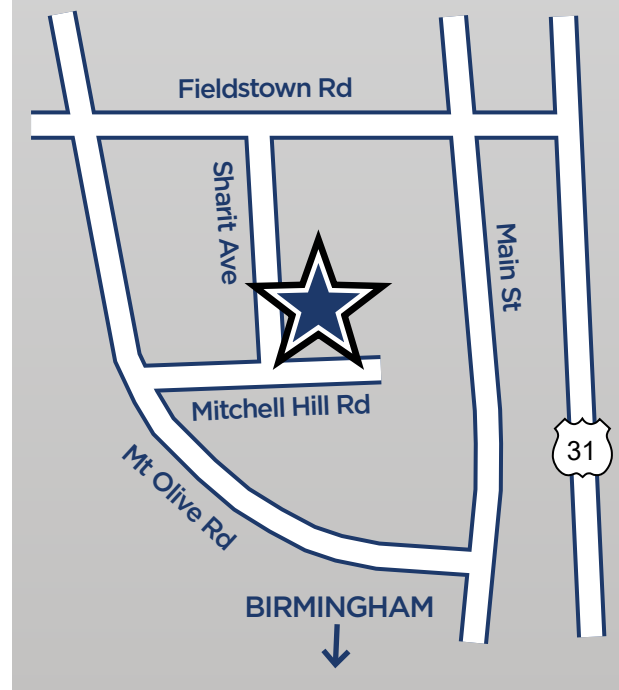 Fieldstown Rd
Sharit Ave
Main St
Mitchell Hill Rd
31
Mt Olive Rd
BIRMINGHAM